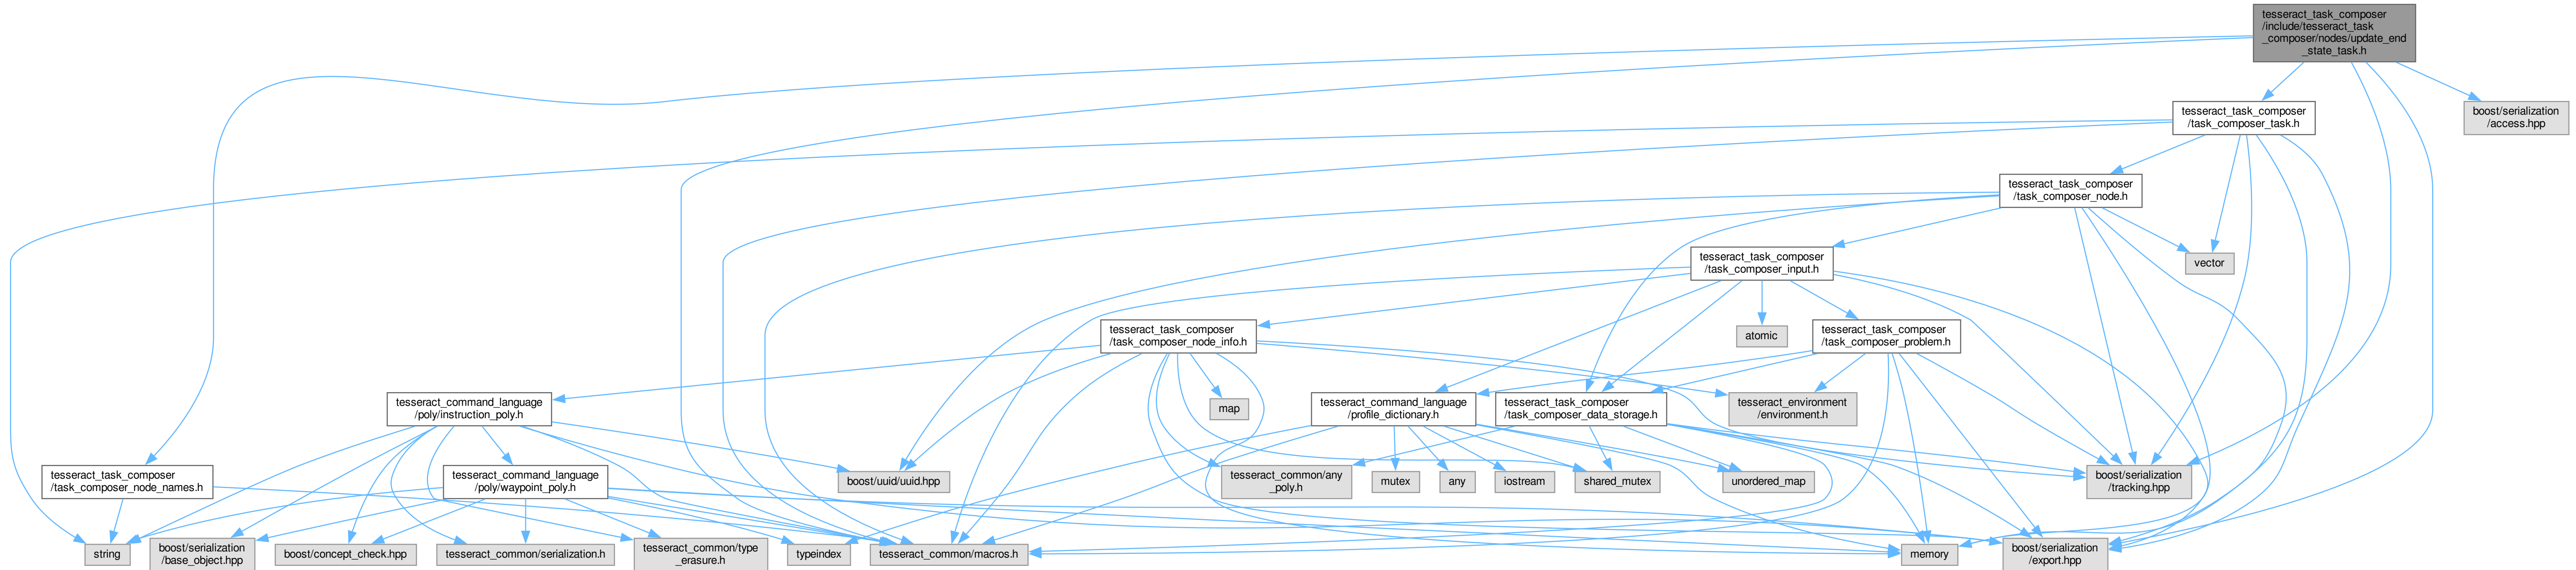 tesseract_task_composer
/include/tesseract_task
_composer/nodes/update_end
_state_task.h
tesseract_task_composer
/task_composer_task.h
boost/serialization
/access.hpp
tesseract_task_composer
/task_composer_node.h
tesseract_task_composer
/task_composer_input.h
vector
tesseract_task_composer
/task_composer_node_info.h
atomic
tesseract_task_composer
/task_composer_problem.h
tesseract_command_language
/poly/instruction_poly.h
map
tesseract_command_language
/profile_dictionary.h
tesseract_task_composer
/task_composer_data_storage.h
tesseract_environment
/environment.h
tesseract_task_composer
/task_composer_node_names.h
tesseract_command_language
/poly/waypoint_poly.h
boost/uuid/uuid.hpp
tesseract_common/any
_poly.h
mutex
any
iostream
shared_mutex
unordered_map
boost/serialization
/tracking.hpp
string
boost/serialization
/base_object.hpp
boost/concept_check.hpp
tesseract_common/serialization.h
tesseract_common/type
_erasure.h
typeindex
tesseract_common/macros.h
memory
boost/serialization
/export.hpp